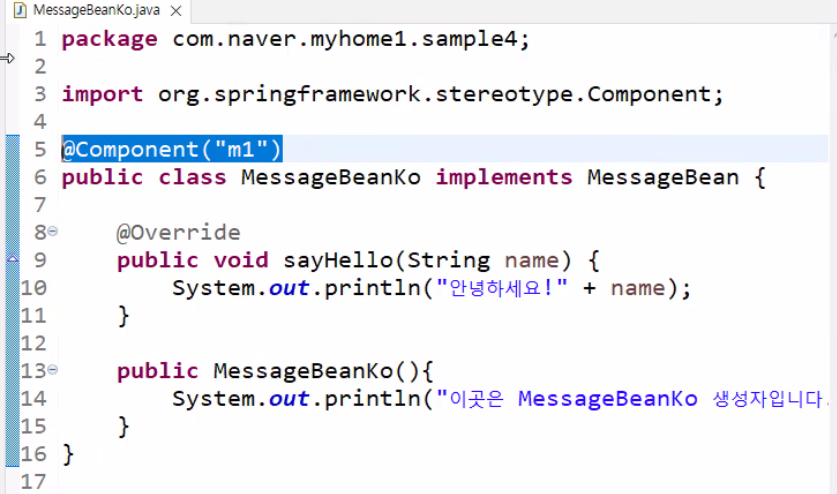 MessageBeanKo.java
1 package com.naver.myhome1.sample4;
2
3 import org.springframework.stereotype.Component;
4
5 @Component("m1")
6 public class MessageBeanKo implements MessageBean {
7
8 @Override
9 public void sayHello(String name) {
10 System.out.println("안녕하세요!" + name);
11 }
12
13 public MessageBeanKo(){
14 System.out.println("이곳은 MessageBeanKo 생성자입니다.
15 }
16 }
17